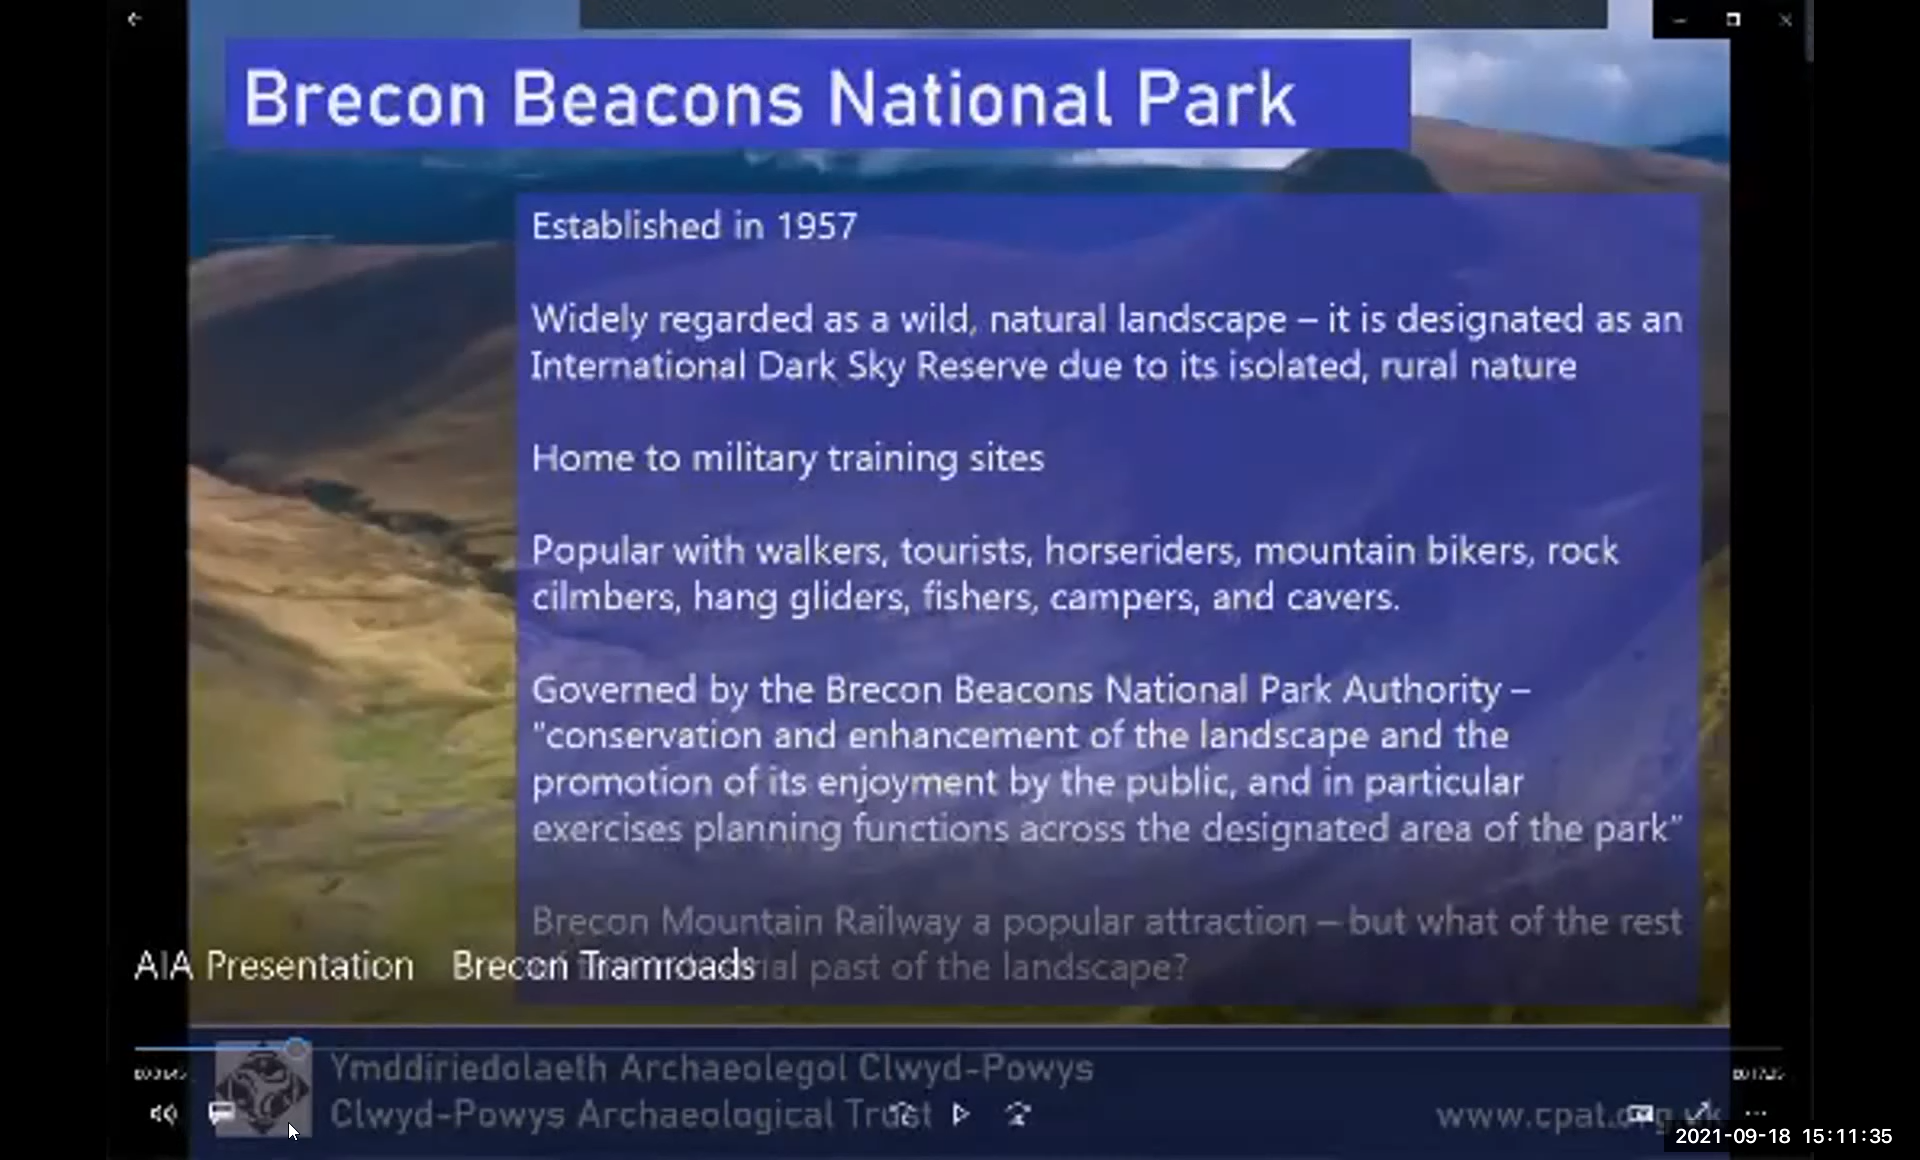 Brecon Beacons National Park
Established in 1957
Widely regarded as a wild, natural landscape – it is designated as an
International Dark Sky Reserve due to its isolated, rural nature
Home to military training sites
Popular with walkers, tourists, horseriders, mountain bikers, rock
cilmbers, hang gliders, fishers, campers, and cavers.
Governed by the Brecon Beacons National Park Authority –
"conservation and enhancement of the landscape and the
promotion of its enjoyment by the public, and in particular
exercises planning functions across the designated area of the park"
Brecon Mountain Railway a popular attraction – but what of the rest
past of the landscape?
AIA Presentation Brecon Tramroads
Ymddiriedolaeth Archaeolegol Clwyd-Powys
Clwyd-Powys Archaeological Trust
www.cpat.org.uk
2021-09-18 15:11:35